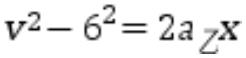 v² − 6² = 2a_Z x